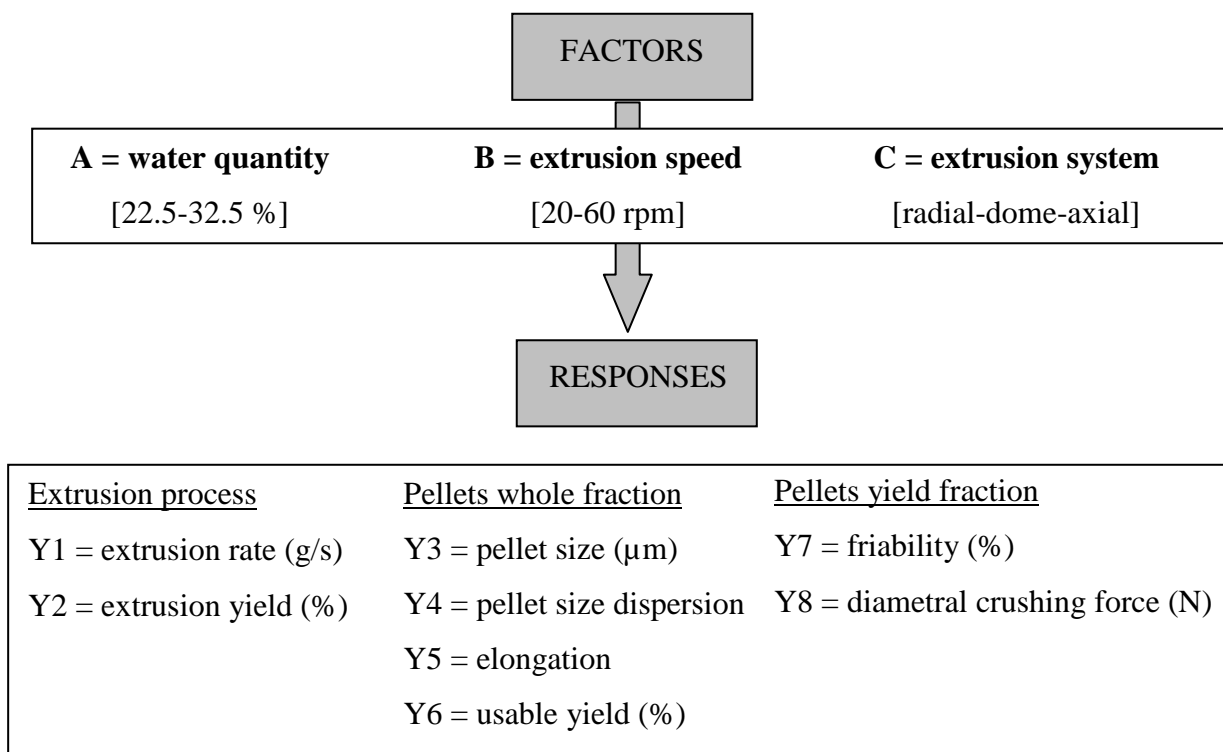 FACTORS
A = water quantity
[22.5-32.5 %]
B = extrusion speed
[20-60 rpm]
C = extrusion system
[radial-dome-axial]
RESPONSES
Extrusion process
Y1 = extrusion rate (g/s)
Y2 = extrusion yield (%)
Pellets whole fraction
Y3 = pellet size (µm)
Y4 = pellet size dispersion
Y5 = elongation
Y6 = usable yield (%)
Pellets yield fraction
Y7 = friability (%)
Y8 = diametral crushing force (N)